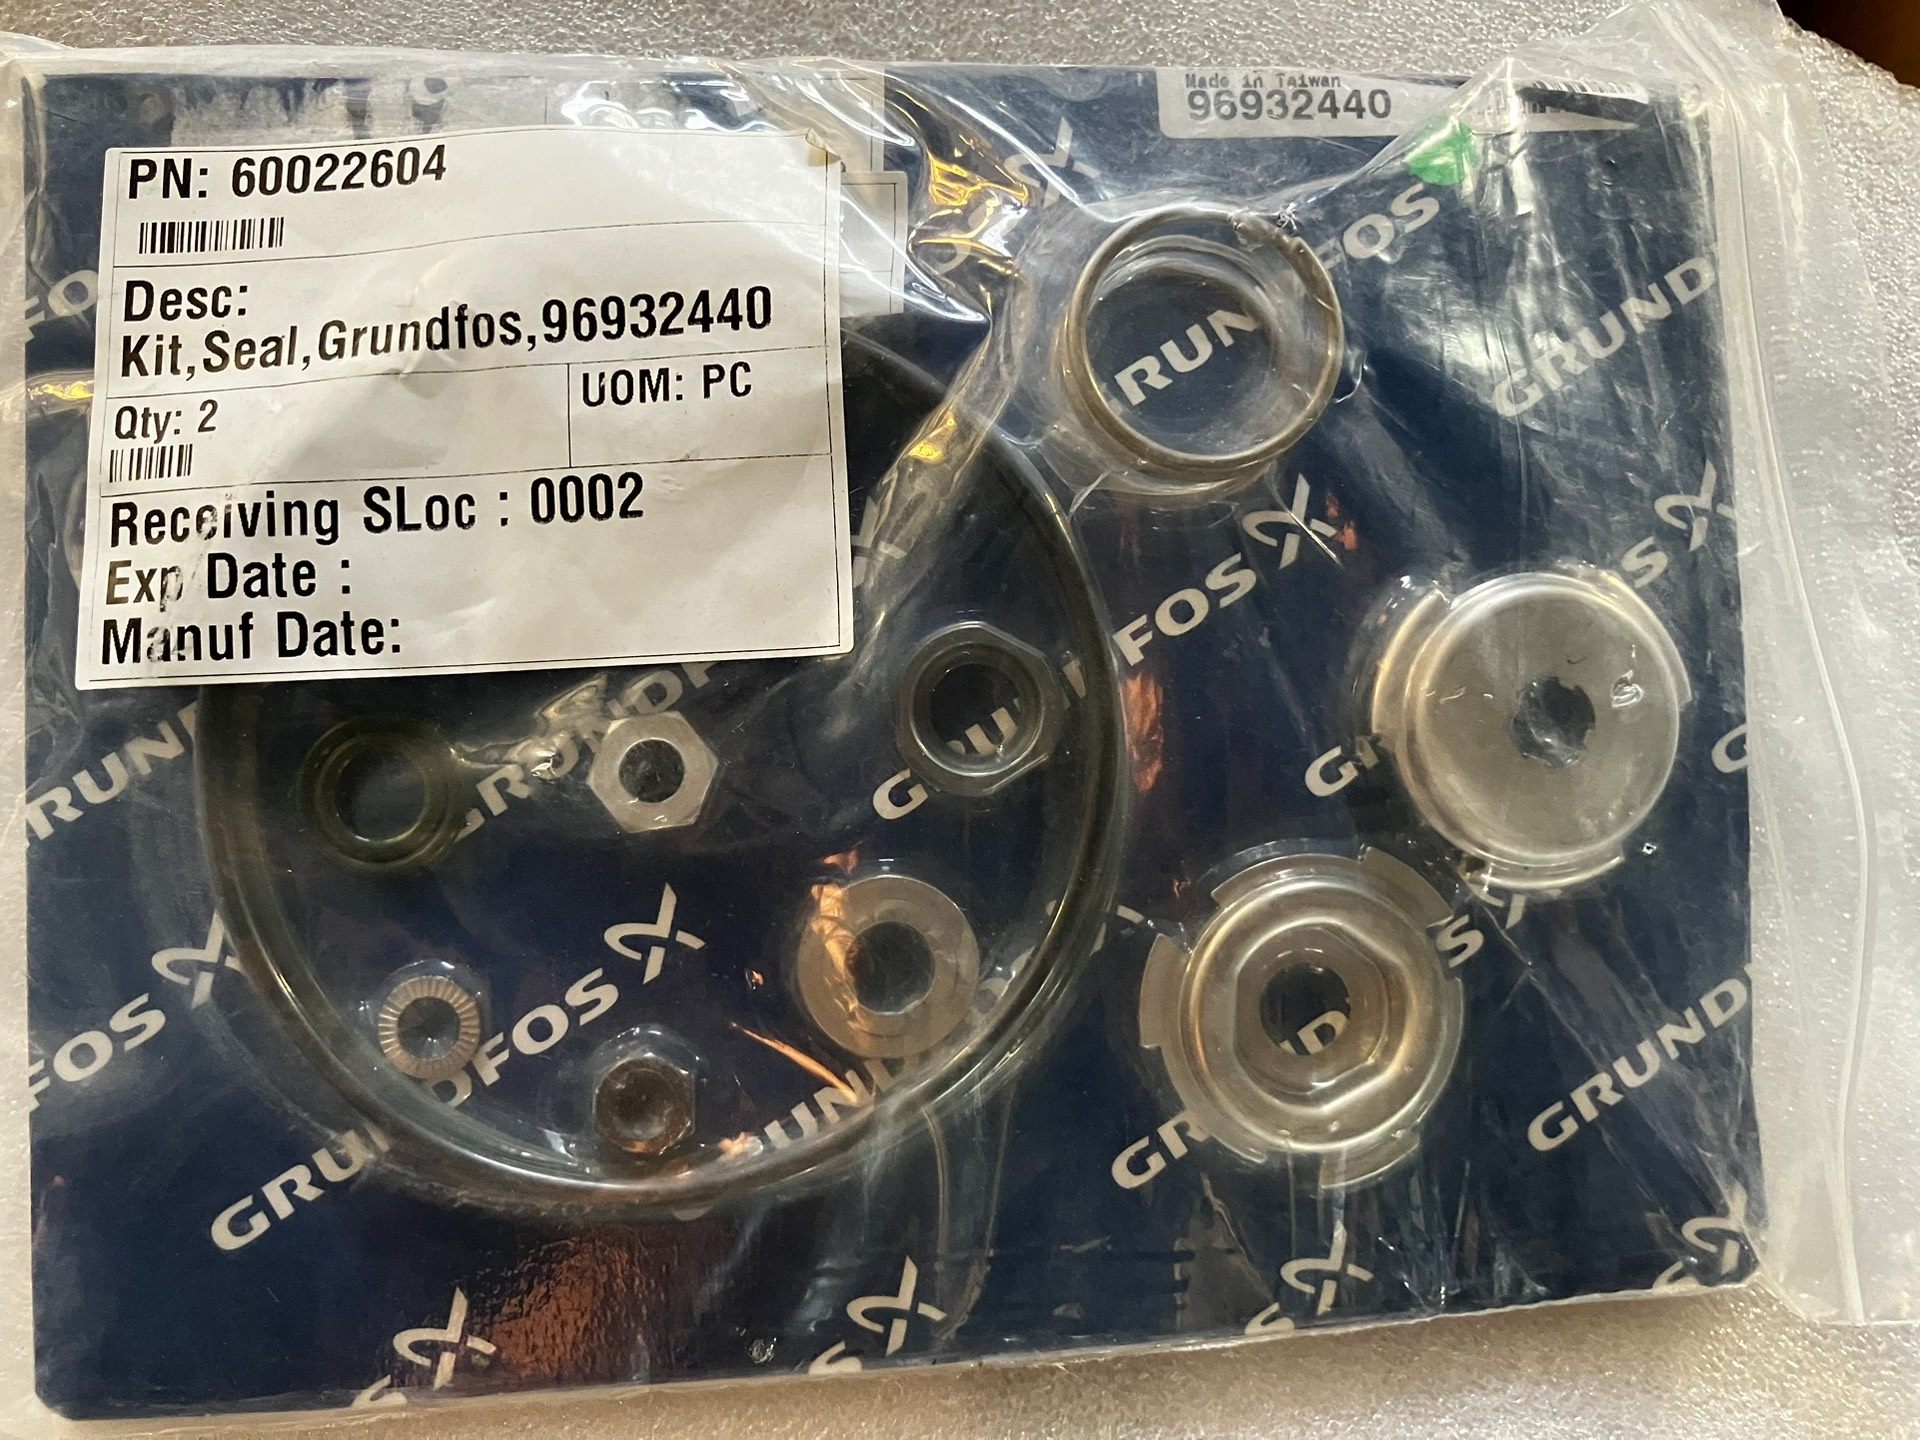 Made in Taiwan
96932440
PN: 60022604
Desc:
Kit,Seal,Grundfos,96932440
Qty: 2
UOM: PC
Receiving SLoc : 0002
Exp Date :
Manuf Date:
GRUNDFOS
GRUNDFOS
GRUNDFOS